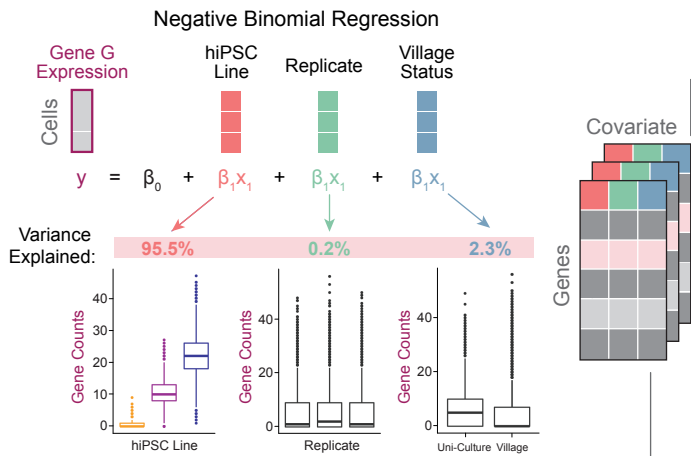 Negative Binomial Regression
Gene G
Expression
hiPSC
Line
Replicate
Village
Status
Cells
y = β0 + β1x1 + β1x1 + β1x1
Variance
Explained:
95.5%
0.2%
2.3%
Covariate
Genes
Gene Counts
40
30
20
10
0
hiPSC Line
Gene Counts
40
20
0
Replicate
Gene Counts
40
20
0
Uni-Culture
Village